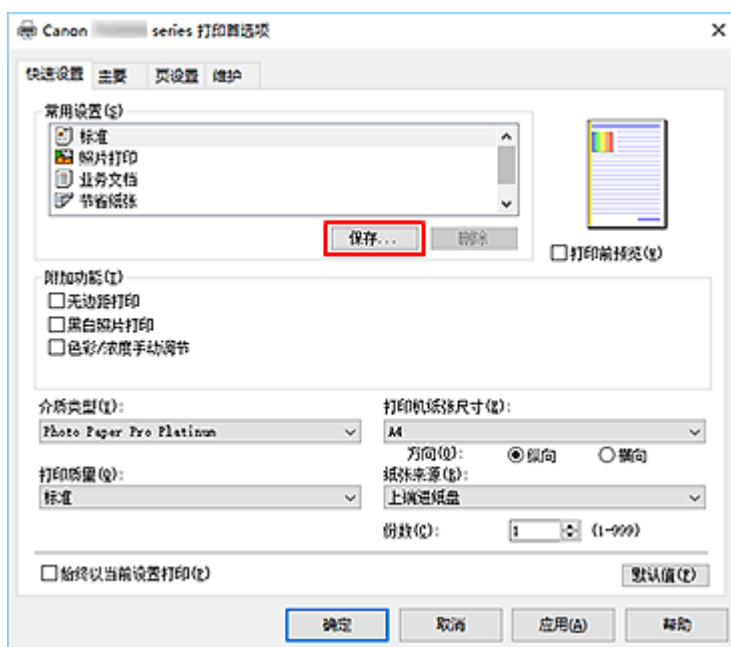 Canon series 打印首选项
快速设置 主要 页设置 维护
常用设置(S)
标准
照片打印
业务文档
节省纸张
保存... 删除
打印前预览(V)
附加功能(T)
无边距打印
黑白照片打印
色彩/浓度手动调节
介质类型(I): 打印机纸张尺寸(Z):
Photo Paper Pro Platinum A4
方向(O): 纵向 横向
打印质量(Q): 纸张来源(B):
标准 上端进纸盘
份数(C): 1 (1-999)
始终以当前设置打印(R) 默认值(F)
确定 取消 应用(A) 帮助